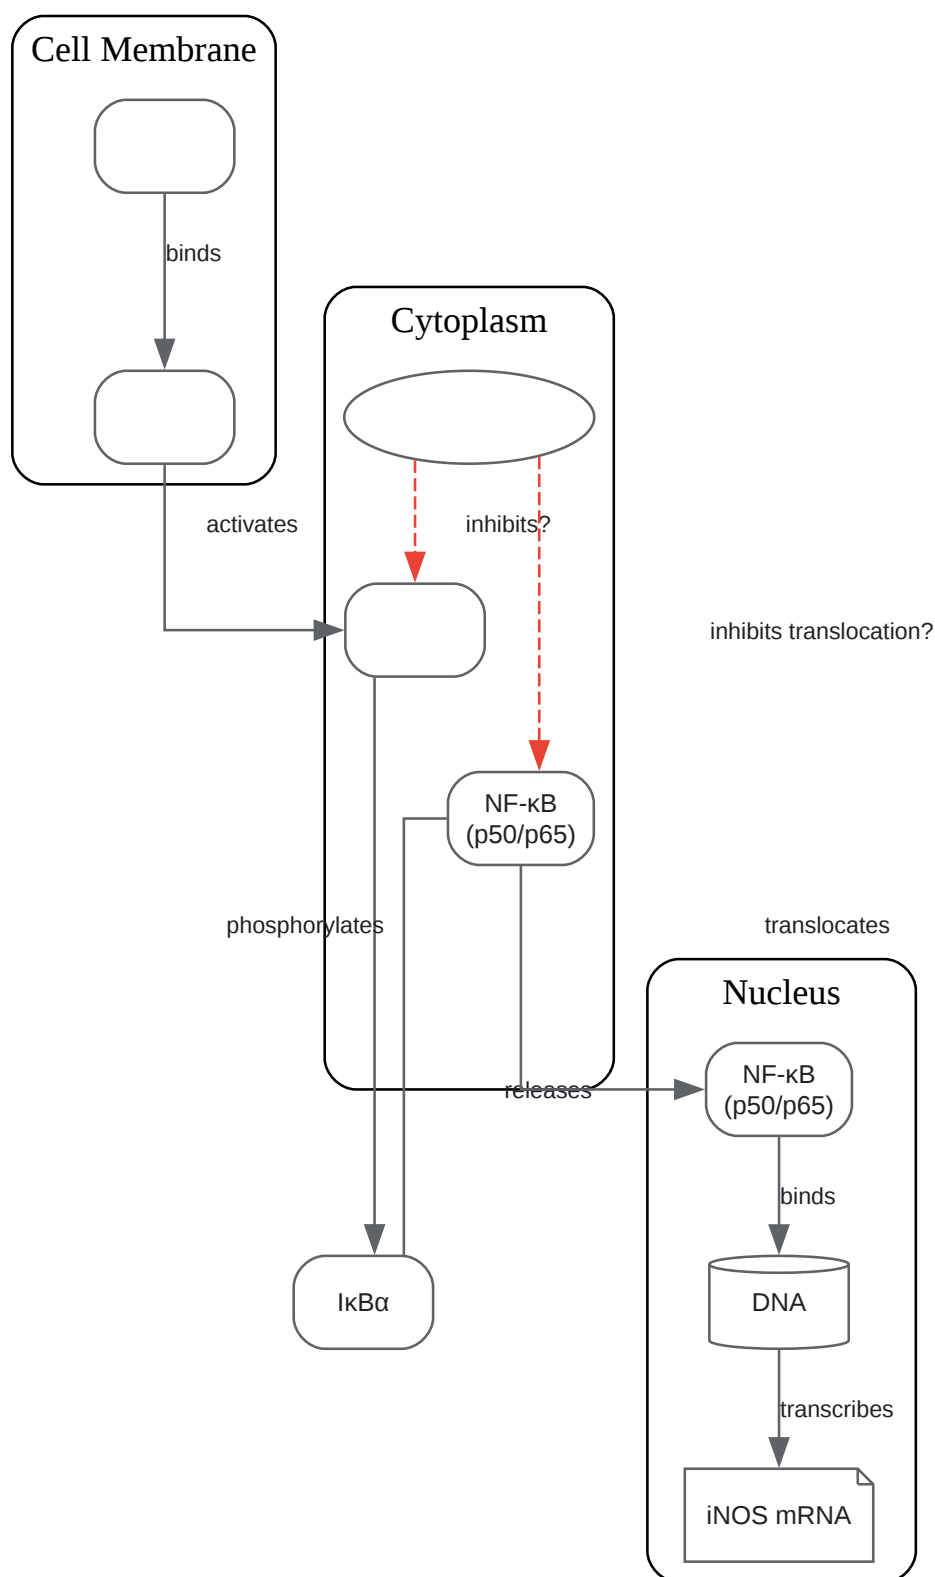 Cell Membrane
binds
Cytoplasm
activates
inhibits?
inhibits translocation?
NF-κB
(p50/p65)
phosphorylates
translocates
Nucleus
releases
NF-κB
(p50/p65)
binds
IκBα
DNA
transcribes
iNOS mRNA